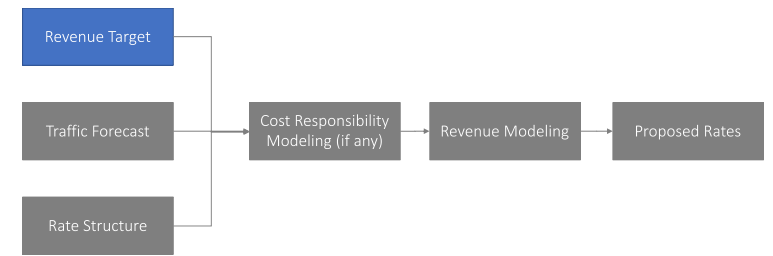 Revenue Target
Traffic Forecast
Rate Structure
Cost Responsibility
Modeling (if any)
Revenue Modeling
Proposed Rates